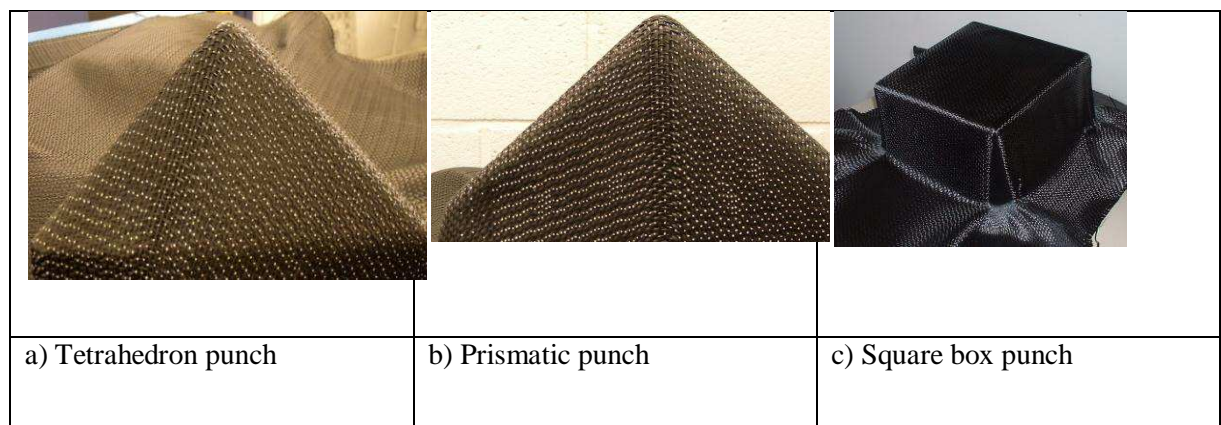 a) Tetrahedron punch
b) Prismatic punch
c) Square box punch